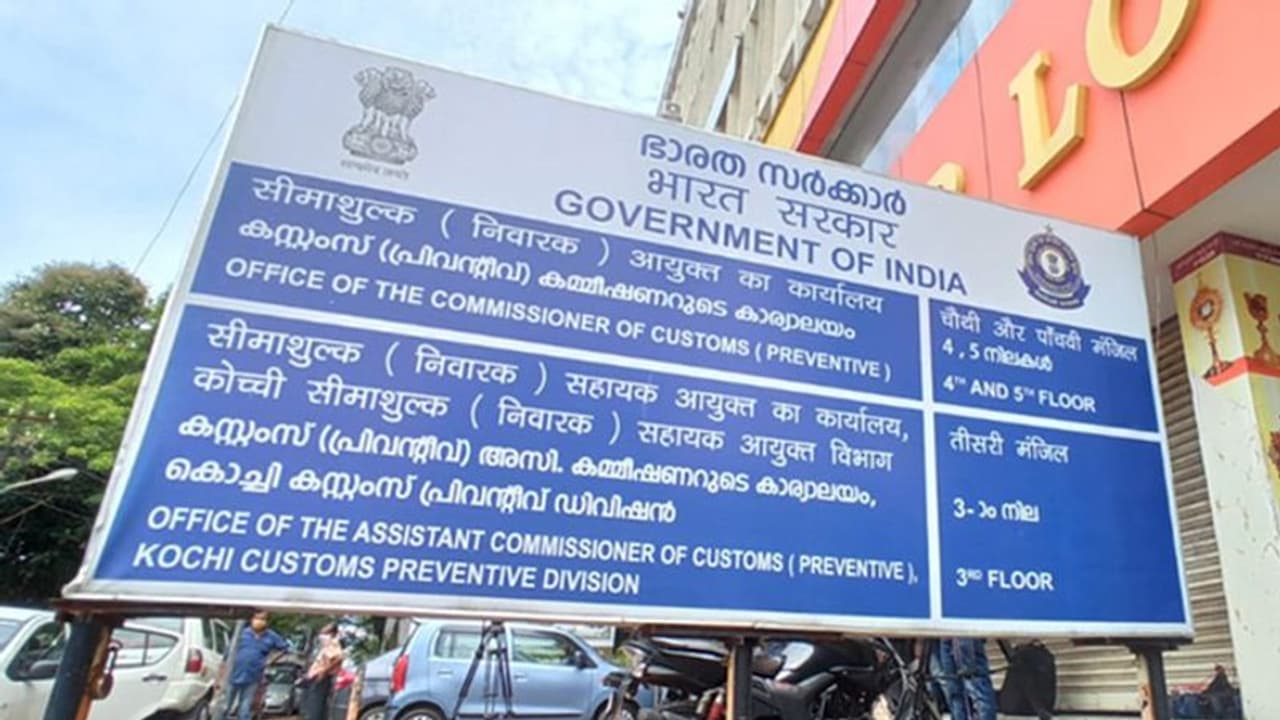 ഭാരത സർക്കാർ
भारत सरकार
GOVERNMENT OF INDIA
सीमाशुल्क ( निवारक ) आयुक्त का कार्यालय
കസ്റ്റംസ് (പ്രിവന്റീവ്) കമ്മീഷണറുടെ കാര്യാലയം
OFFICE OF THE COMMISSIONER OF CUSTOMS ( PREVENTIVE )
चौथी और पाँचवी मंजिल
4 , 5 നിലകൾ
4TH AND 5TH FLOOR
सीमाशुल्क ( निवारक ) सहायक आयुक्त का कार्यालय,
कोच्ची सीमाशुल्क ( निवारक ) सहायक आयुक्त विभाग
കസ്റ്റംസ് (പ്രിവന്റീവ്) അസി. കമ്മീഷണറുടെ കാര്യാലയം,
കൊച്ചി കസ്റ്റംസ് പ്രിവന്റീവ് ഡിവിഷൻ
OFFICE OF THE ASSISTANT COMMISSIONER OF CUSTOMS ( PREVENTIVE ),
KOCHI CUSTOMS PREVENTIVE DIVISION
तीसरी मंजिल
3-ാം നില
3RD FLOOR
LO